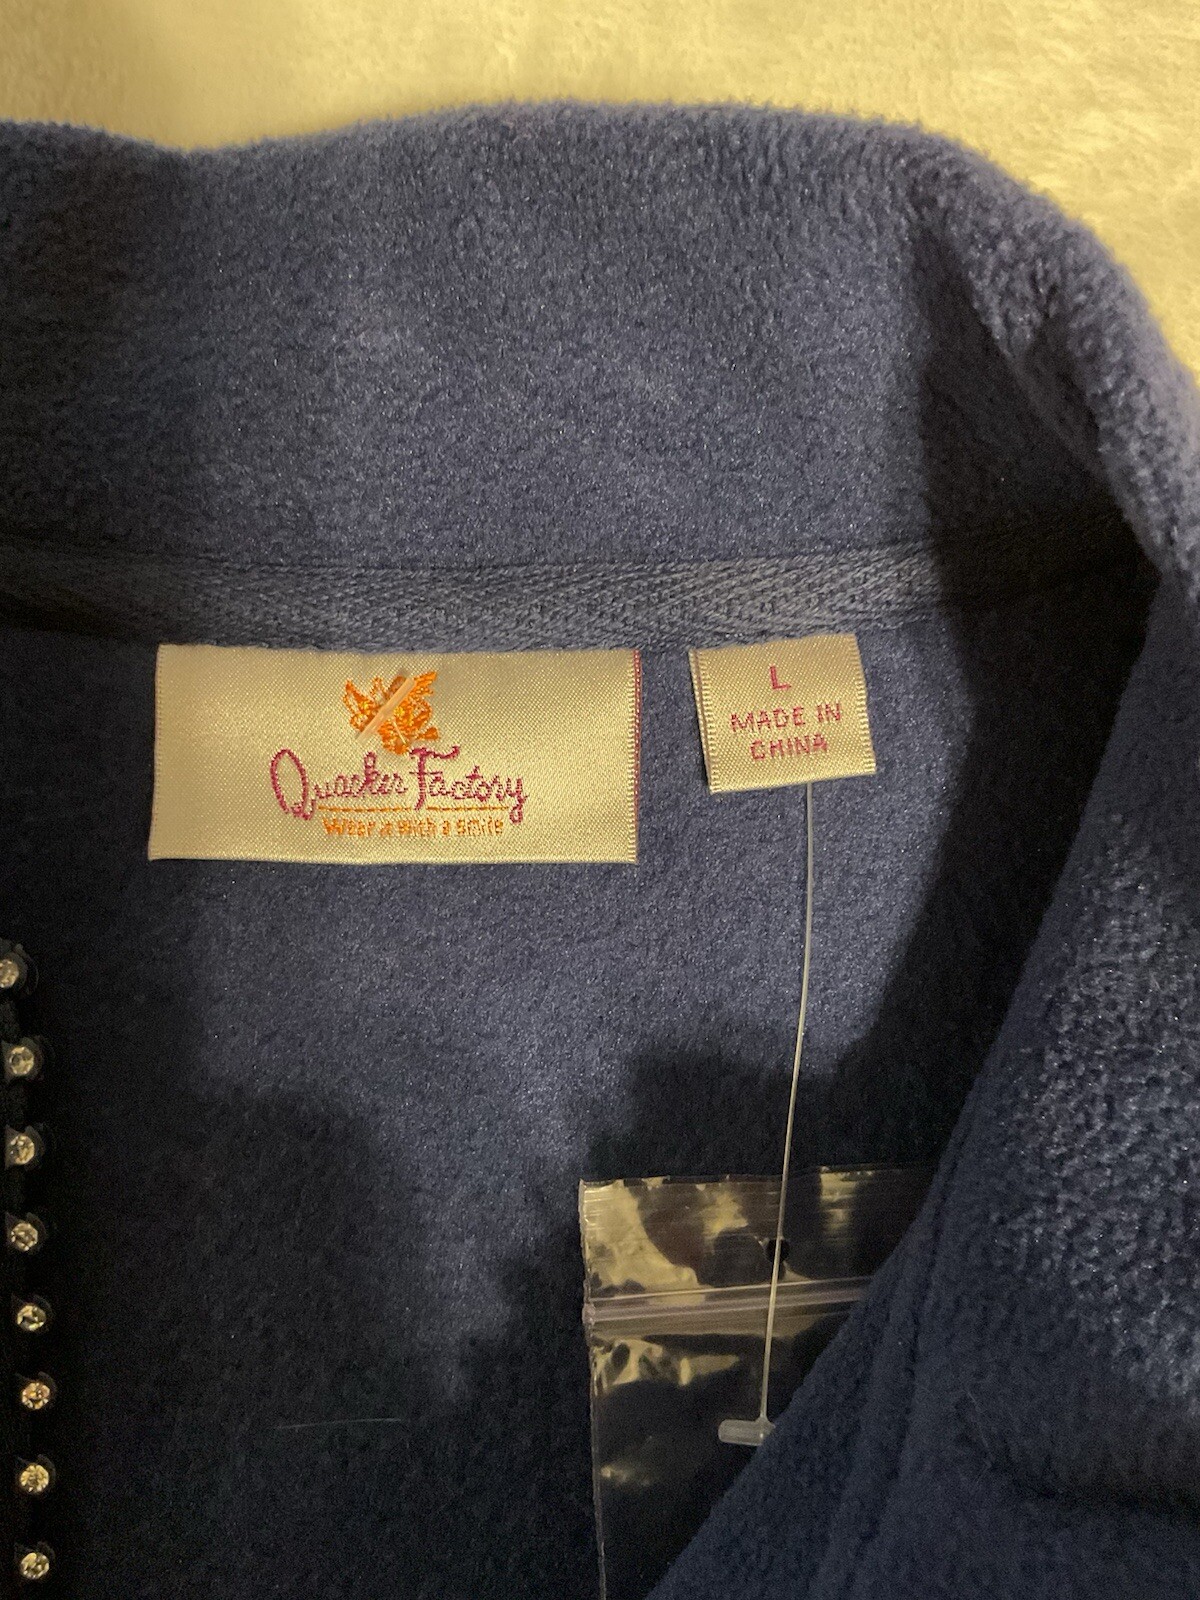 Quacker Factory
Wear it with a smile
L
MADE IN
CHINA